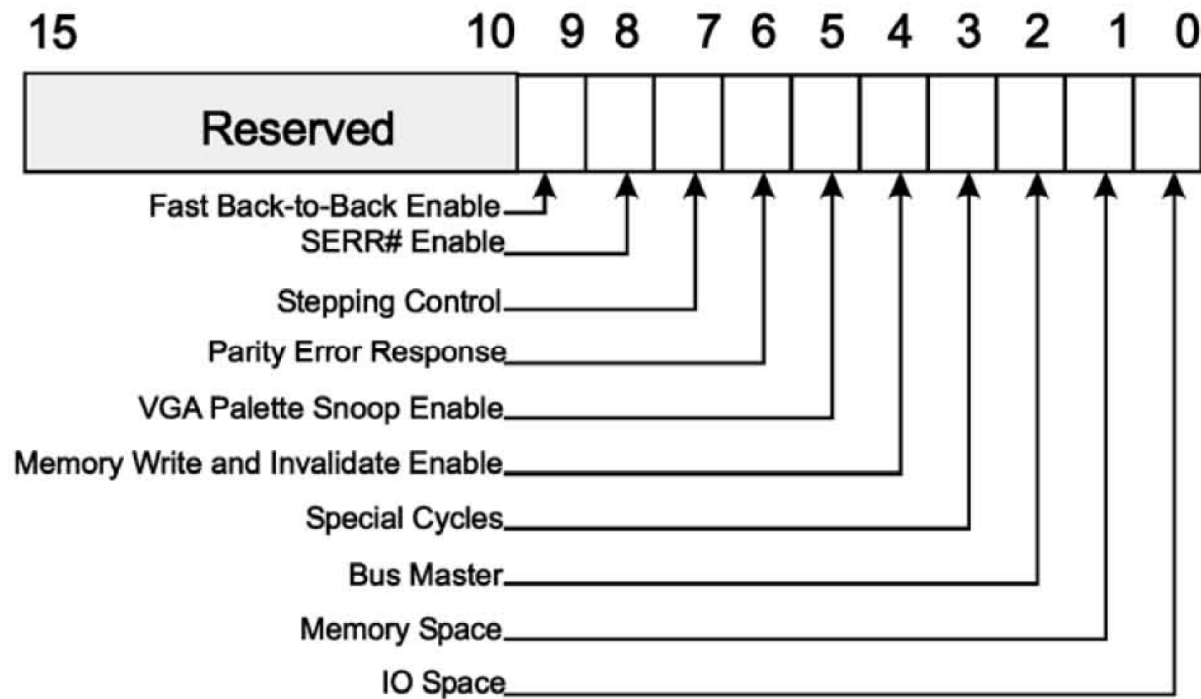 15 10 9 8 7 6 5 4 3 2 1 0
Reserved
Fast Back-to-Back Enable
SERR# Enable
Stepping Control
Parity Error Response
VGA Palette Snoop Enable
Memory Write and Invalidate Enable
Special Cycles
Bus Master
Memory Space
IO Space